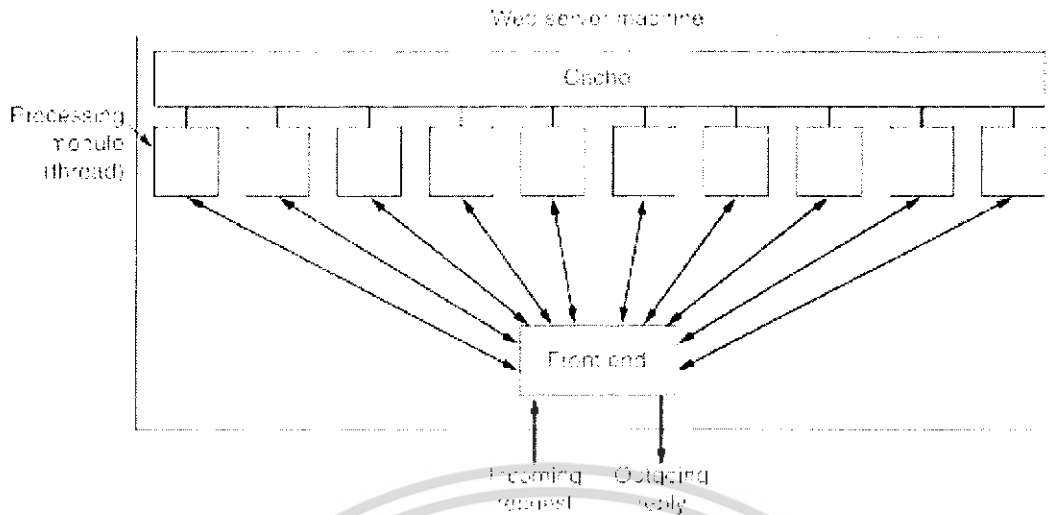 Web server machine
Cache
Processing
module
(thread)
Front end
Incoming
request
Outgoing
reply